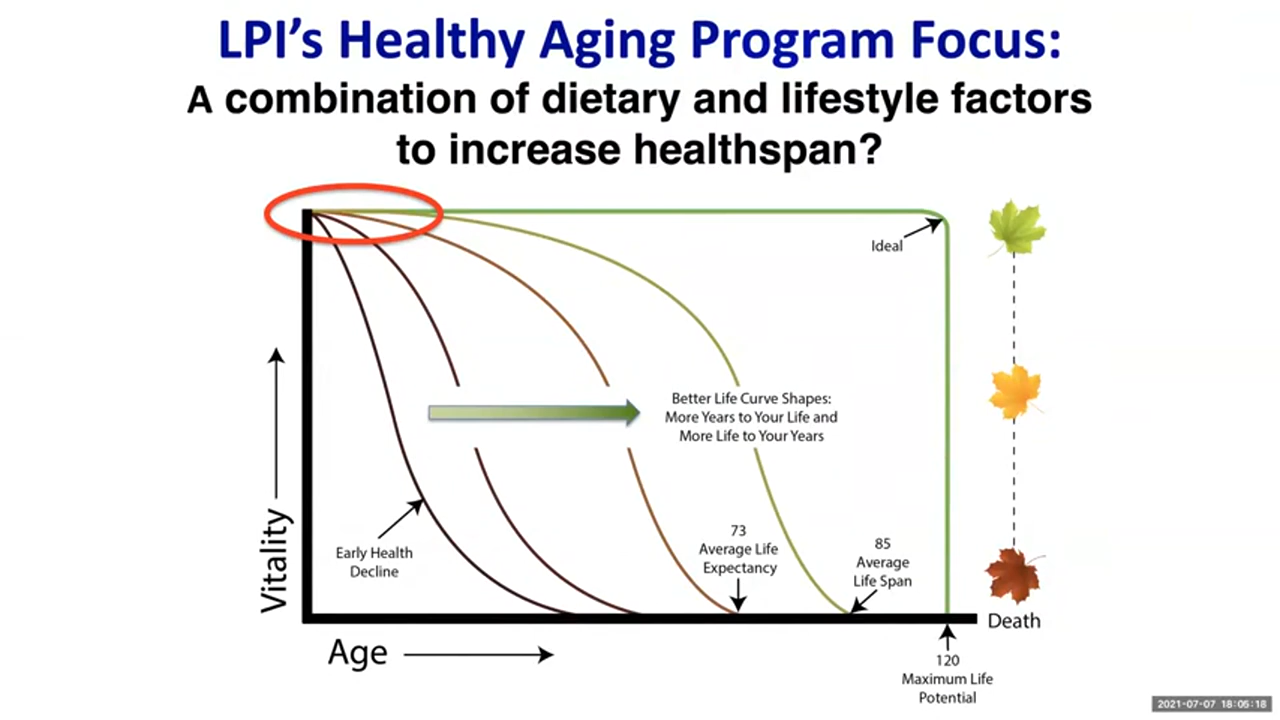 LPI's Healthy Aging Program Focus:
A combination of dietary and lifestyle factors
to increase healthspan?
Ideal
Better Life Curve Shapes:
More Years to Your Life and
More Life to Your Years
Vitality
Early Health
Decline
73
Average Life
Expectancy
85
Average
Life Span
Death
Age
120
Maximum Life
Potential
2021-07-07 18:05:18